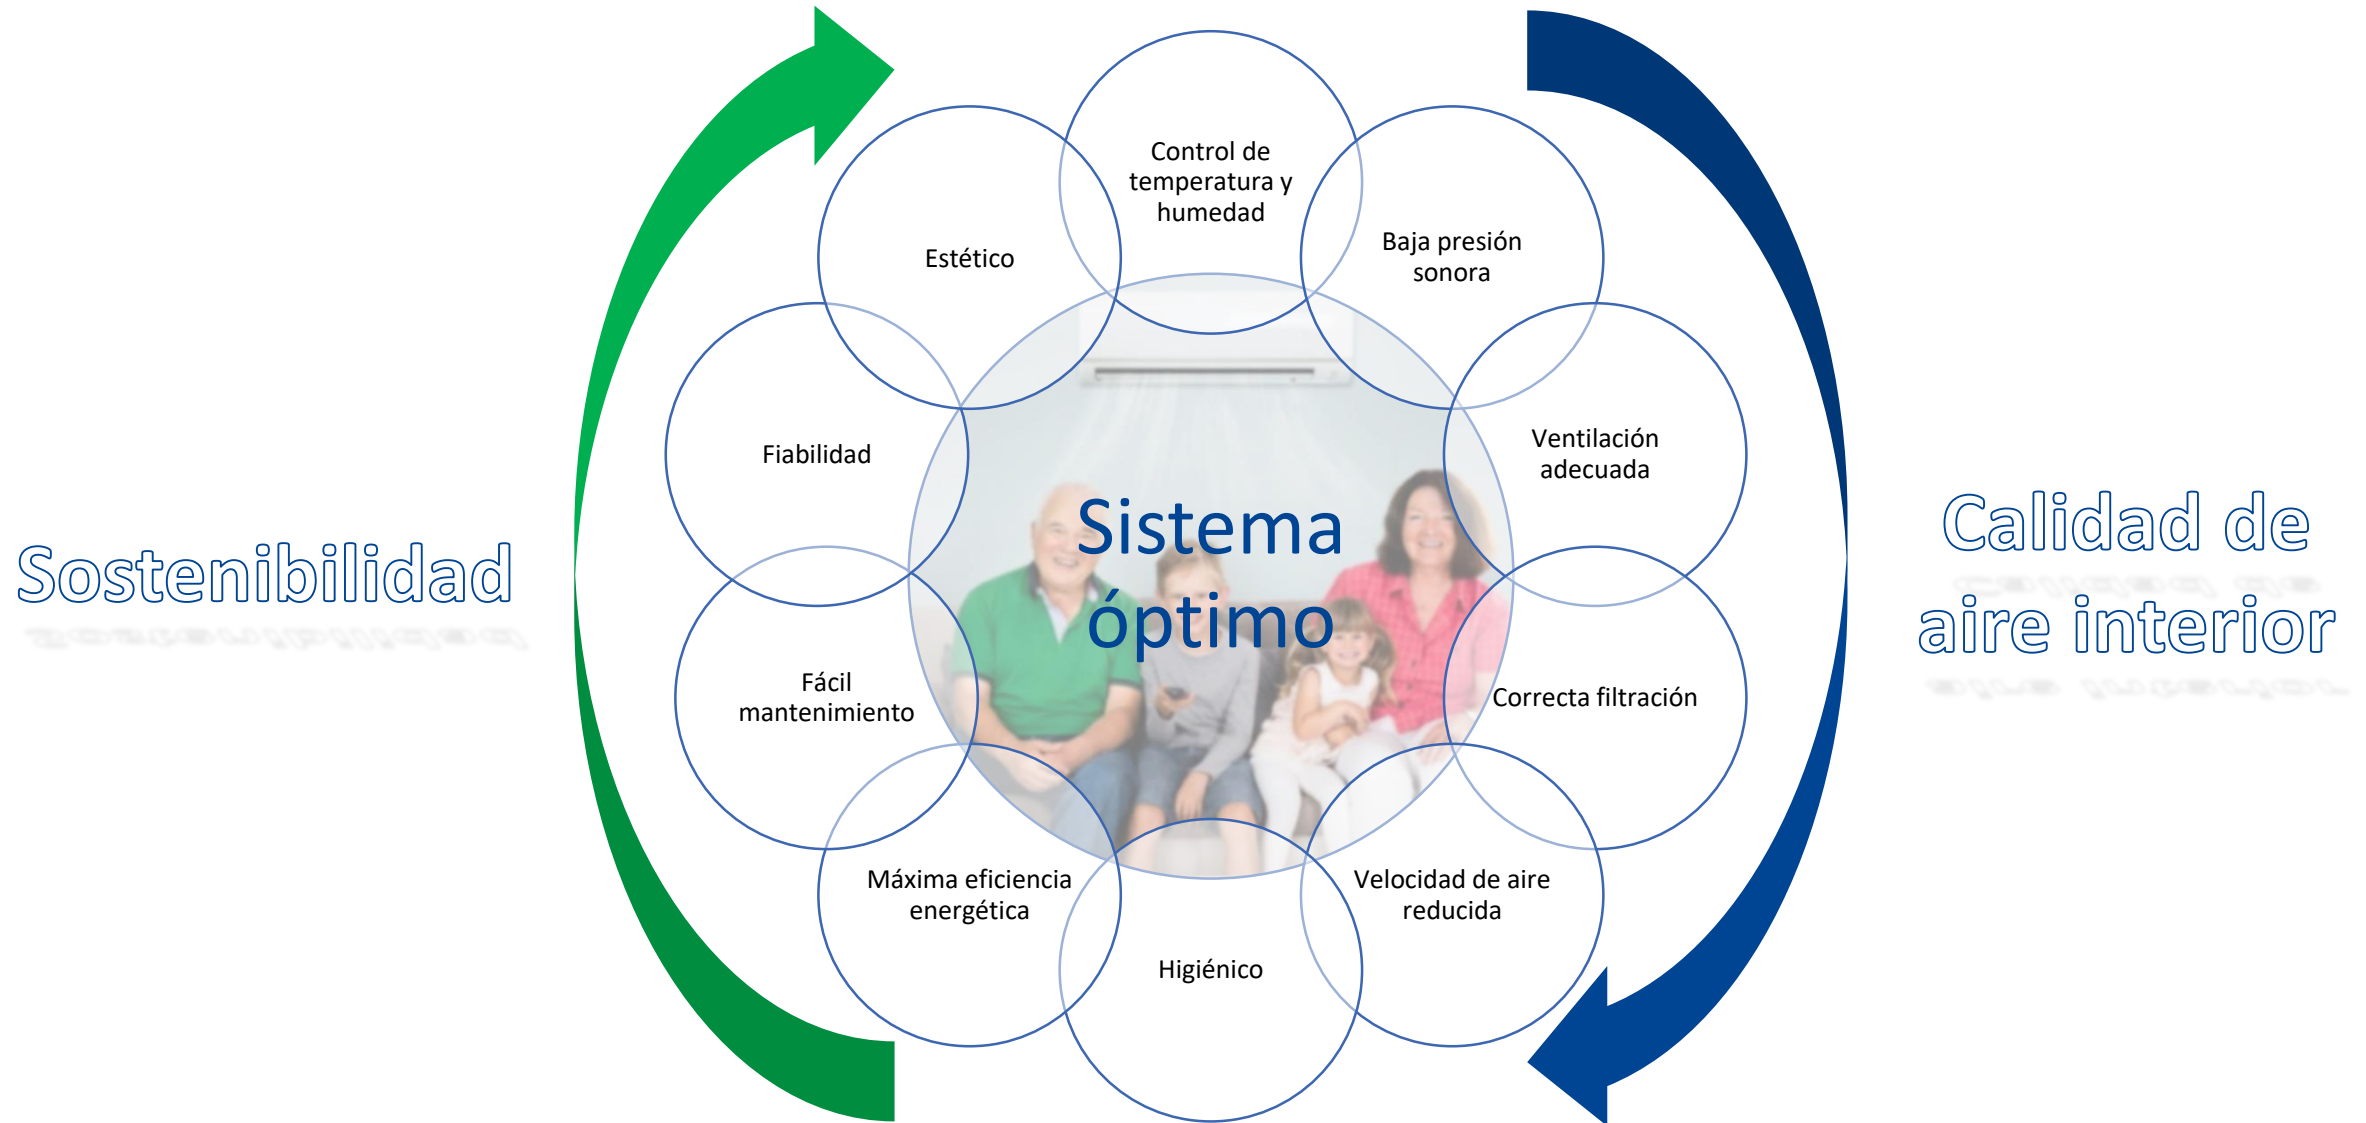 Control de
temperatura y
humedad
Baja presión
sonora
Estético
Ventilación
adecuada
Fiabilidad
Sistema
óptimo
Sostenibilidad
Calidad de
aire interior
Fácil
mantenimiento
Correcta filtración
Máxima eficiencia
energética
Velocidad de aire
reducida
Higiénico